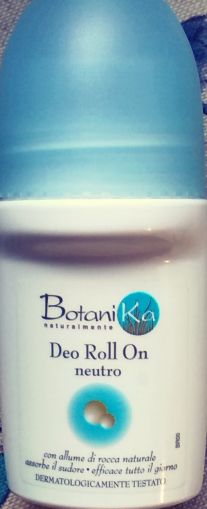 BotaniKa
naturalmente
Deo Roll On
neutro
con allume di rocca naturale
assorbe il sudore • efficace tutto il giorno
DERMATOLOGICAMENTE TESTATO